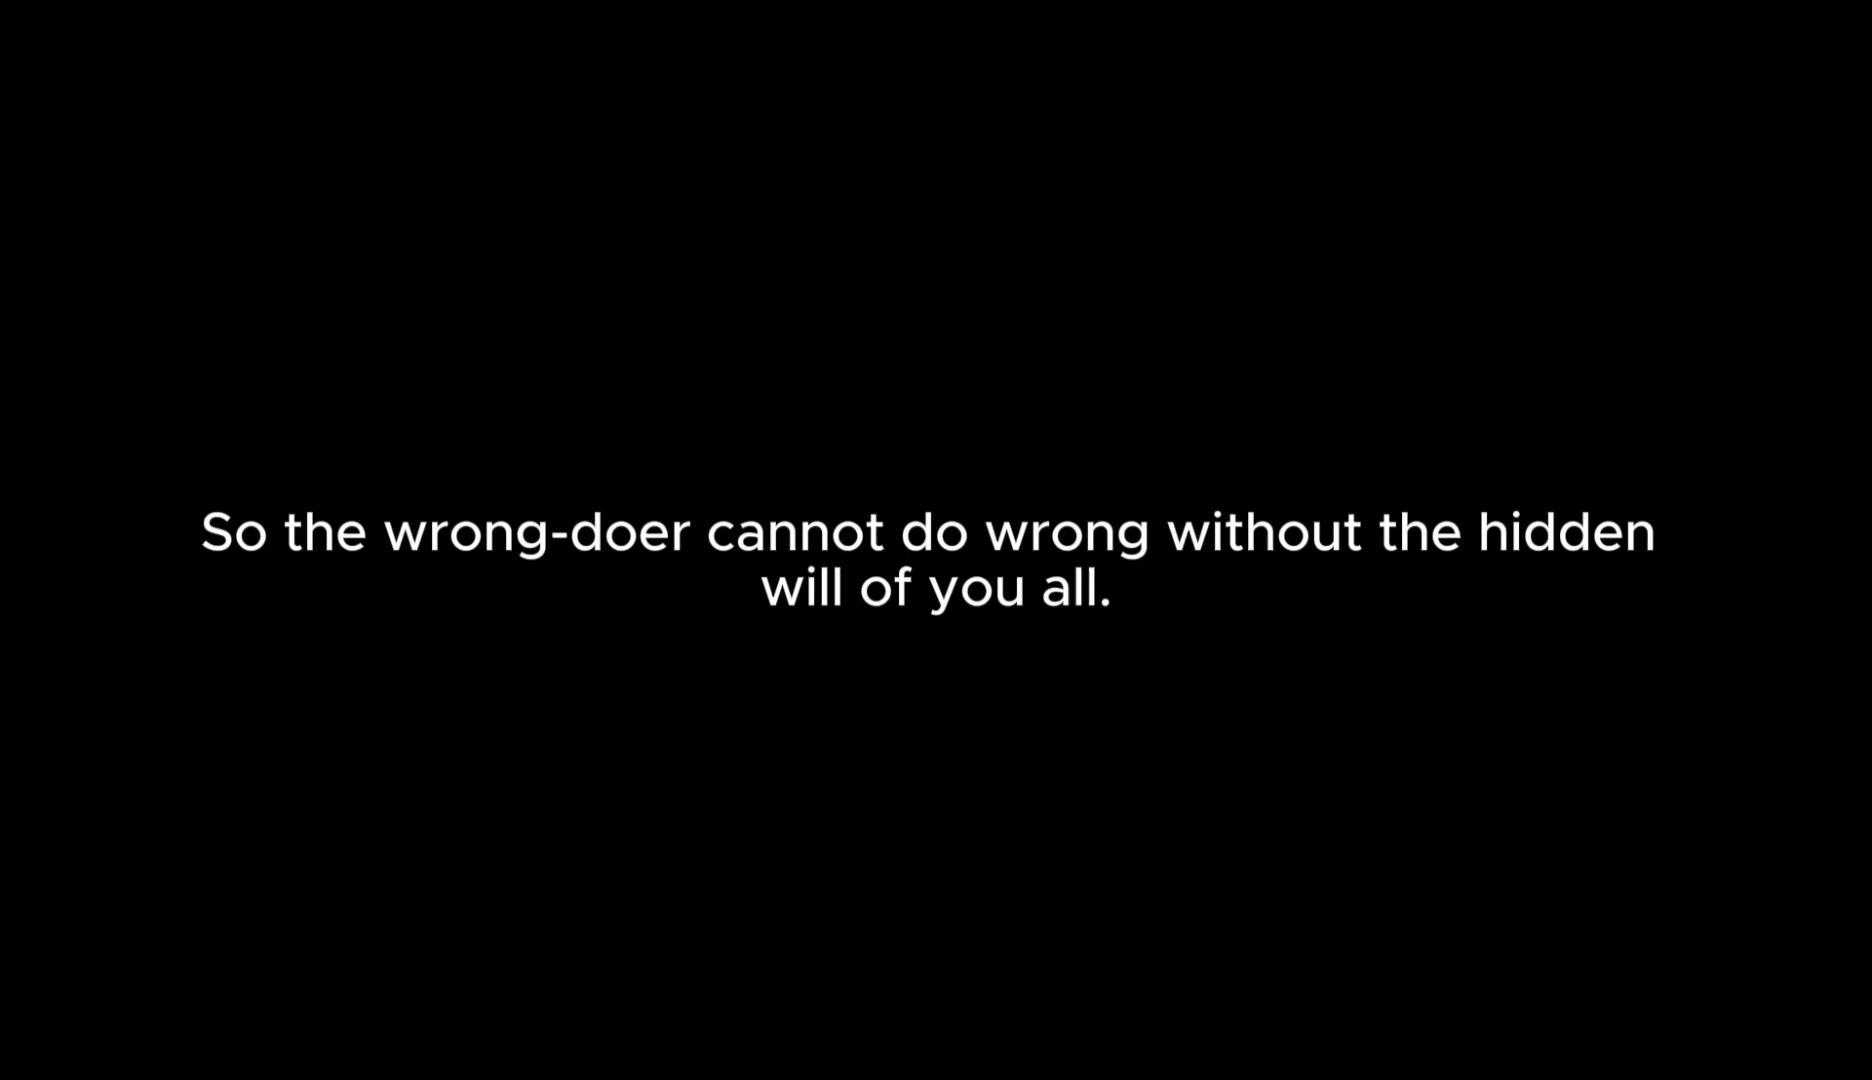 So the wrong-doer cannot do wrong without the hidden
will of you all.